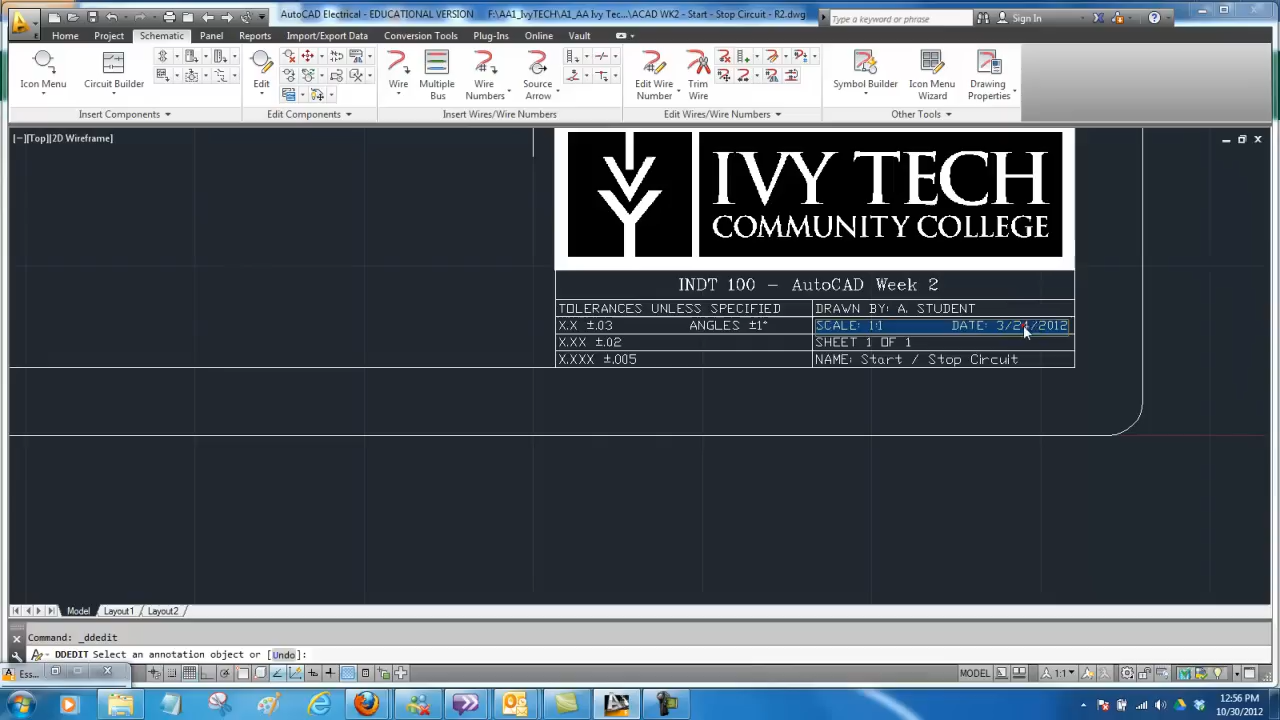 AutoCAD Electrical - EDUCATIONAL VERSION F:\AA1_IvyTECH\A1_AA Ivy Tec...\ACAD WK2 - Start - Stop Circuit - R2.dwg
Type a keyword or phrase
Sign In
Home Project Schematic Panel Reports Import/Export Data Conversion Tools Plug-Ins Online Vault
Icon Menu
Circuit Builder
Edit
Wire
Multiple Bus
Wire Numbers
Source Arrow
Edit Wire Number
Trim Wire
Symbol Builder
Icon Menu Wizard
Drawing Properties
Insert Components
Edit Components
Insert Wires/Wire Numbers
Edit Wires/Wire Numbers
Other Tools
[−][Top][2D Wireframe]
IVY TECH
COMMUNITY COLLEGE
INDT 100 - AutoCAD Week 2
TOLERANCES UNLESS SPECIFIED DRAWN BY: A. STUDENT
X.X ±.03 ANGLES ±1° SCALE: 1:1 DATE: 3/24/2012
X.XX ±.02 SHEET 1 OF 1
X.XXX ±.005 NAME: Start / Stop Circuit
Model Layout1 Layout2
Command: _ddedit
DDEDIT Select an annotation object or [Undo]:
Ess...
MODEL
1:1
12:56 PM
10/30/2012